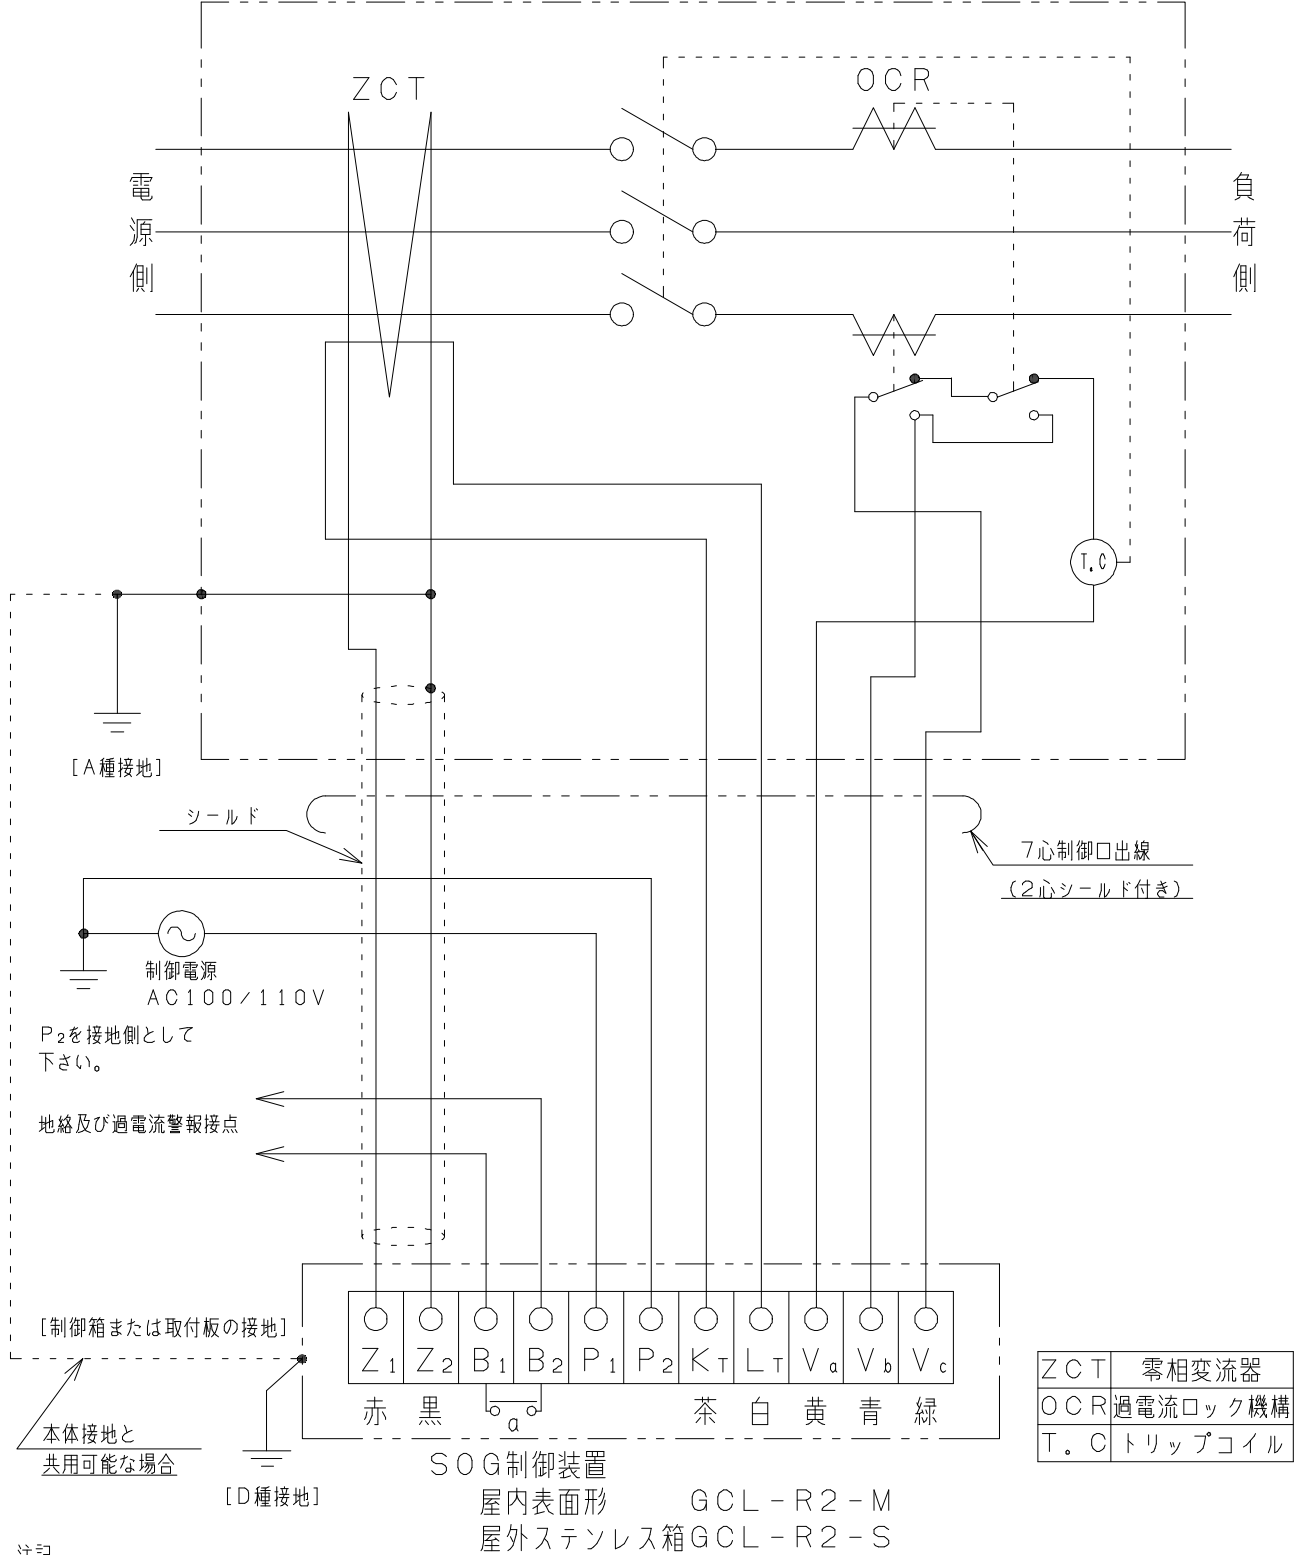 ZCT
OCR
電源側
負荷側
T.C
[A種接地]
シールド
7心制御口出線
(2心シールド付き)
制御電源
AC100/110V
P2を接地側として
下さい。
地絡及び過電流警報接点
[制御箱または取付板の接地]
Z1 Z2 B1 B2 P1 P2 KT LT Va Vb Vc
赤 黒 茶 白 黄 青 緑
a
本体接地と
共用可能な場合
[D種接地]
SOG制御装置
屋内表面形 GCL-R2-M
屋外ステンレス箱GCL-R2-S
ZCT 零相変流器
OCR 過電流ロック機構
T.C トリップコイル